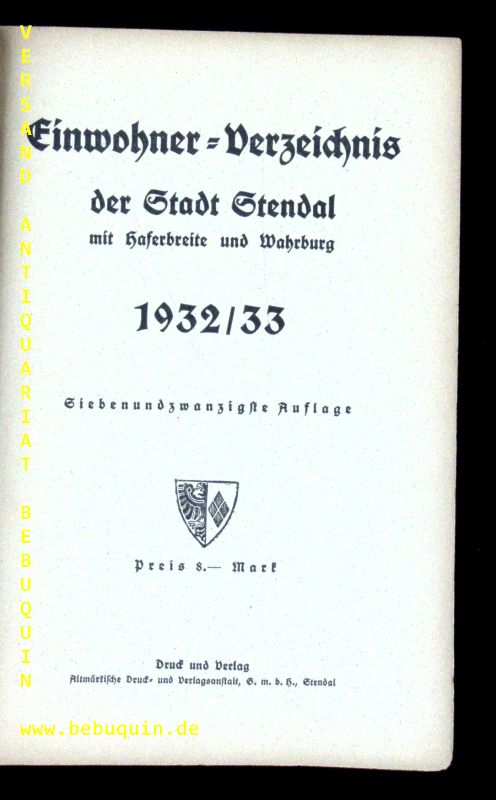 Einwohner-Verzeichnis
der Stadt Stendal
mit Haferbreite und Wahrburg
1932/33
Siebenundzwanzigste Auflage
Preis 8.— Mark
Druck und Verlag
Altmärkische Druck- und Verlagsanstalt, G. m. b. H., Stendal
VERSAND ANTIQUARIAT BEBUQUIN
www.bebuquin.de